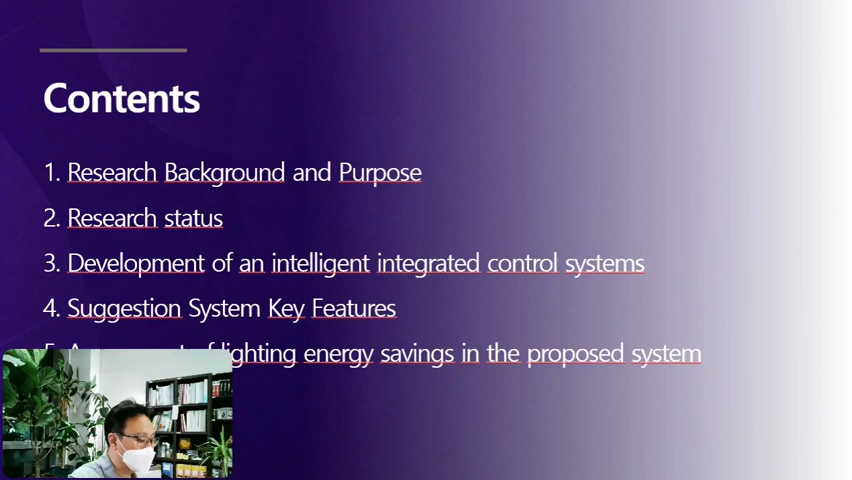 Contents
1. Research Background and Purpose
2. Research status
3. Development of an intelligent integrated control systems
4. Suggestion System Key Features
lighting energy savings in the proposed system